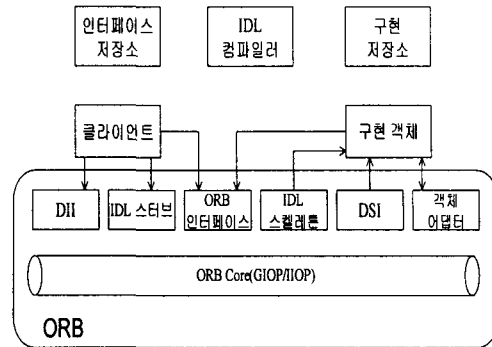 인터페이스
저장소
IDL
컴파일러
구현
저장소
클라이언트
구현 객체
DII
IDL 스터브
ORB
인터페이스
IDL
스켈레톤
DSI
객체
어댑터
ORB Core(GIOP/IIOP)
ORB